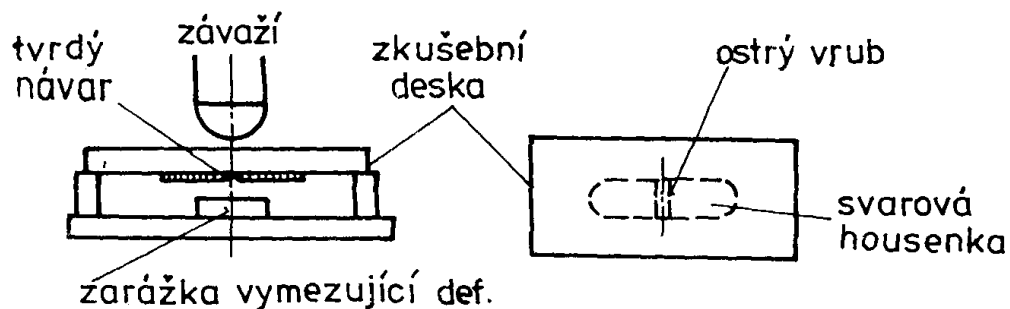 tvrdý
návar
závaží
zkušební
deska
ostrý vrub
svarová
housenka
zarážka vymezující def.